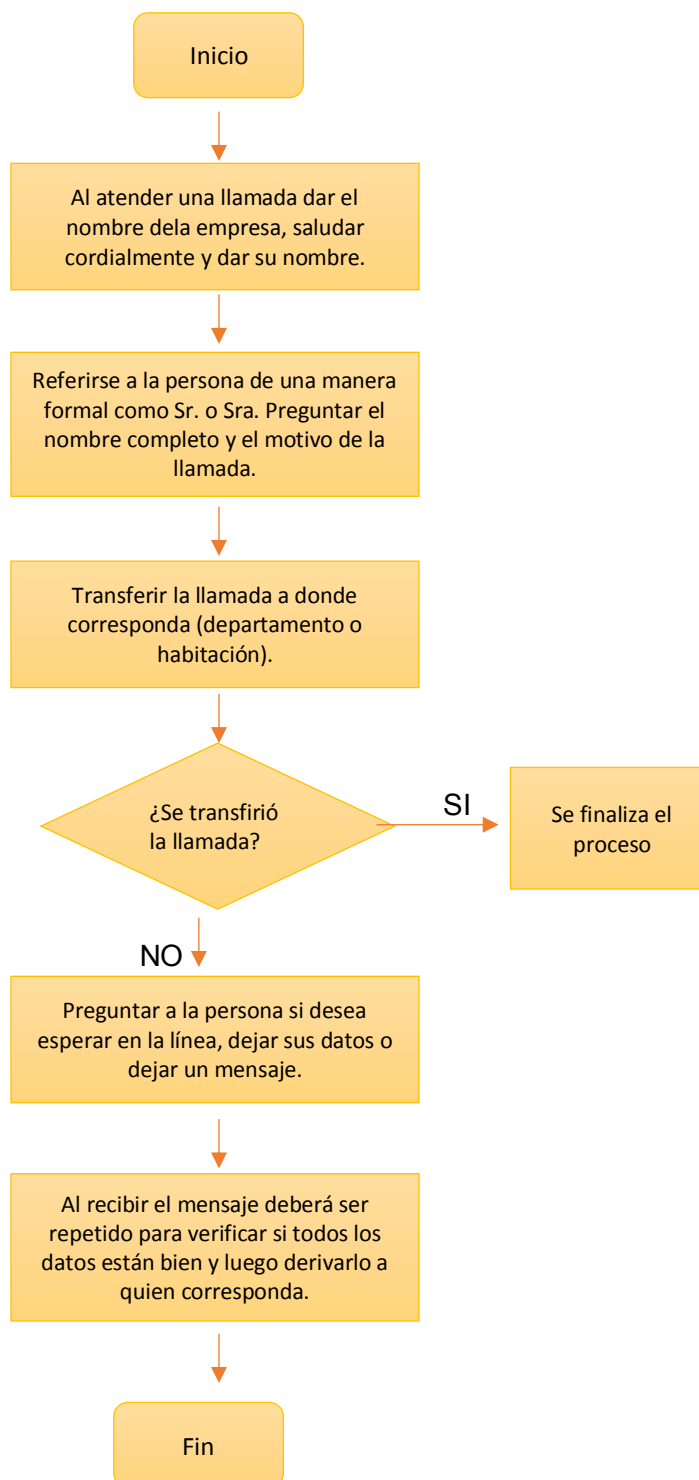 Inicio
Al atender una llamada dar el
nombre dela empresa, saludar
cordialmente y dar su nombre.
Referirse a la persona de una manera
formal como Sr. o Sra. Preguntar el
nombre completo y el motivo de la
llamada.
Transferir la llamada a donde
corresponda (departamento o
habitación).
¿Se transfirió
la llamada?
SI
Se finaliza el
proceso
NO
Preguntar a la persona si desea
esperar en la línea, dejar sus datos o
dejar un mensaje.
Al recibir el mensaje deberá ser
repetido para verificar si todos los
datos están bien y luego derivarlo a
quien corresponda.
Fin